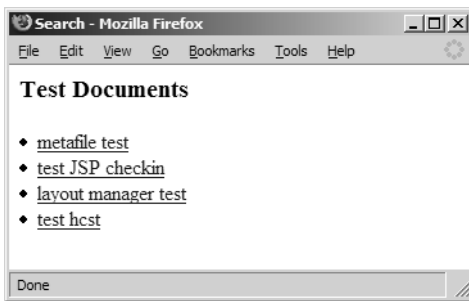 Search - Mozilla Firefox
File Edit View Go Bookmarks Tools Help
Test Documents
metafile test
test JSP checkin
layout manager test
test hcst
Done